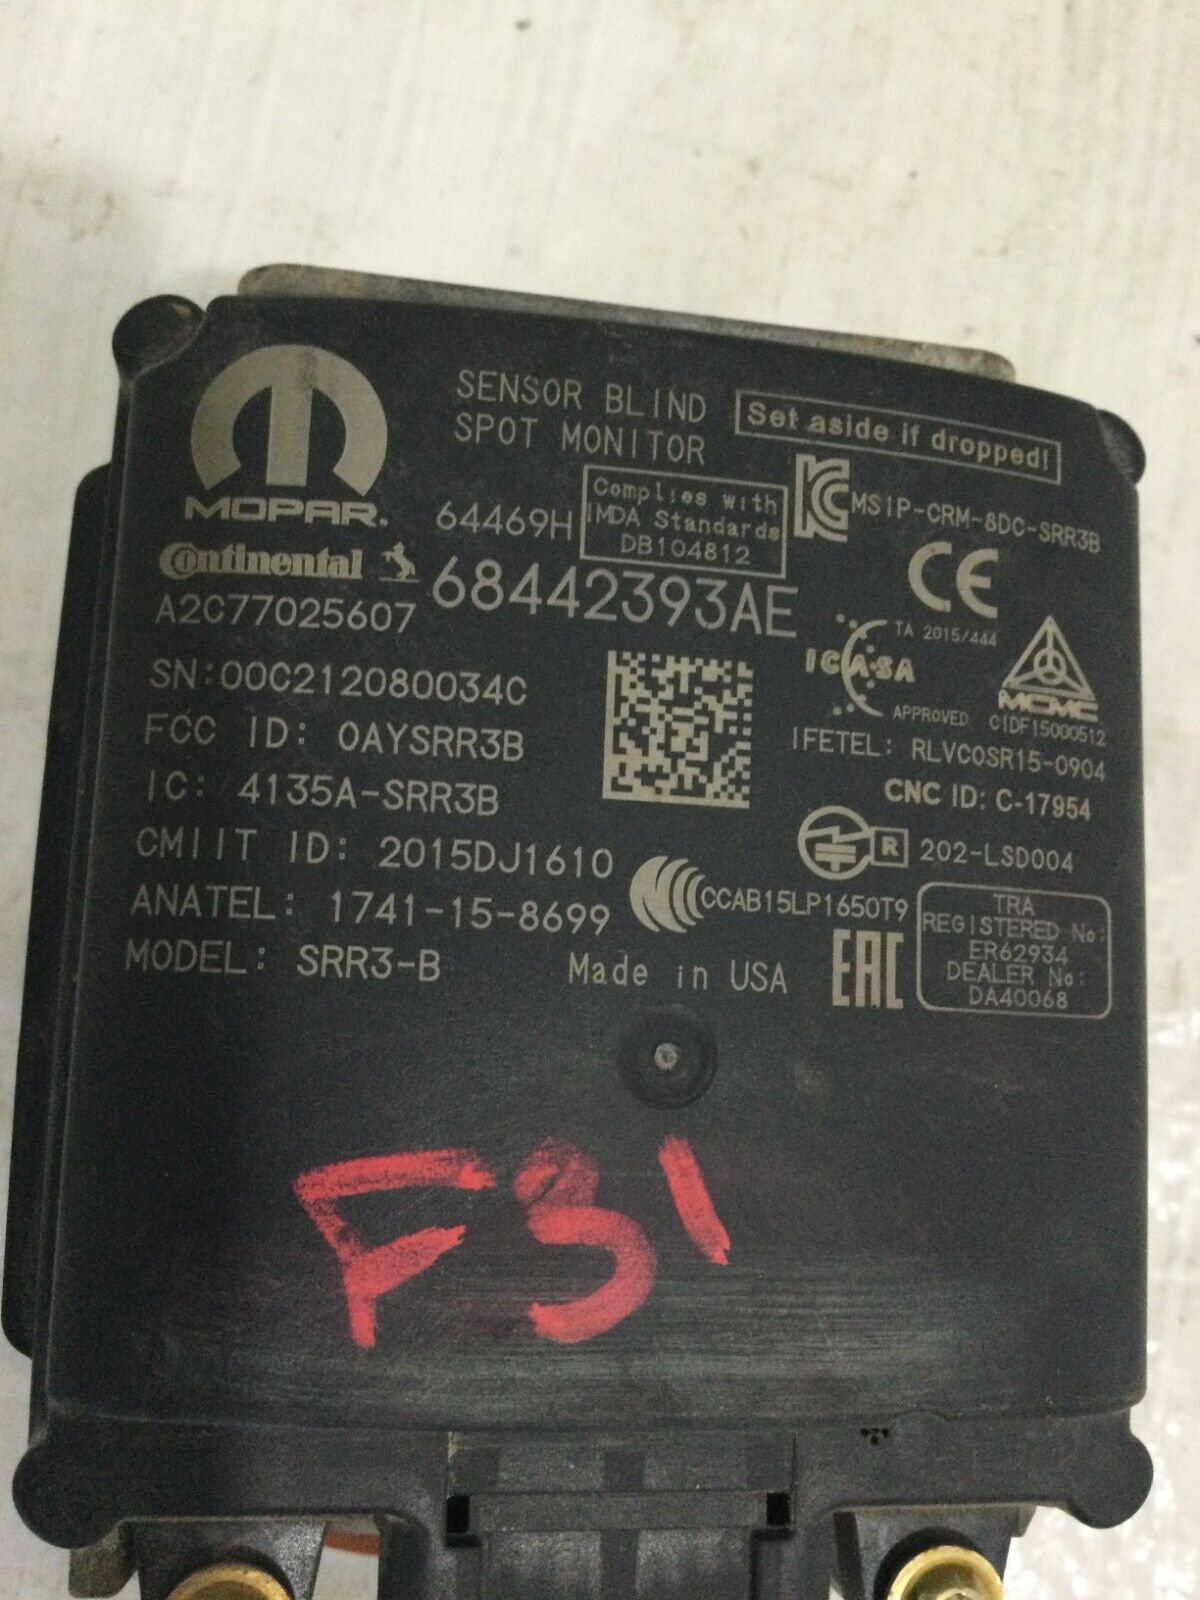 SENSOR BLIND
SPOT MONITOR
Set aside if dropped!
MOPAR.
64469H
Complies with
IMDA Standards
DB104812
MSIP-CRM-8DC-SRR3B
CE
Continental
68442393AE
A2C77025607
TA 2015/444
ICASA
APPROVED
MCMC
CIDF15000512
SN:00C212080034C
FCC ID: OAYSRR3B
IFETEL: RLVCOSR15-0904
IC: 4135A-SRR3B
CNC ID: C-17954
CMIIT ID: 2015DJ1610
R 202-LSD004
ANATEL: 1741-15-8699
CCAB15LP1650T9
TRA
REGISTERED No:
ER62934
DEALER No:
DA40068
MODEL: SRR3-B
Made in USA
EAC
F31